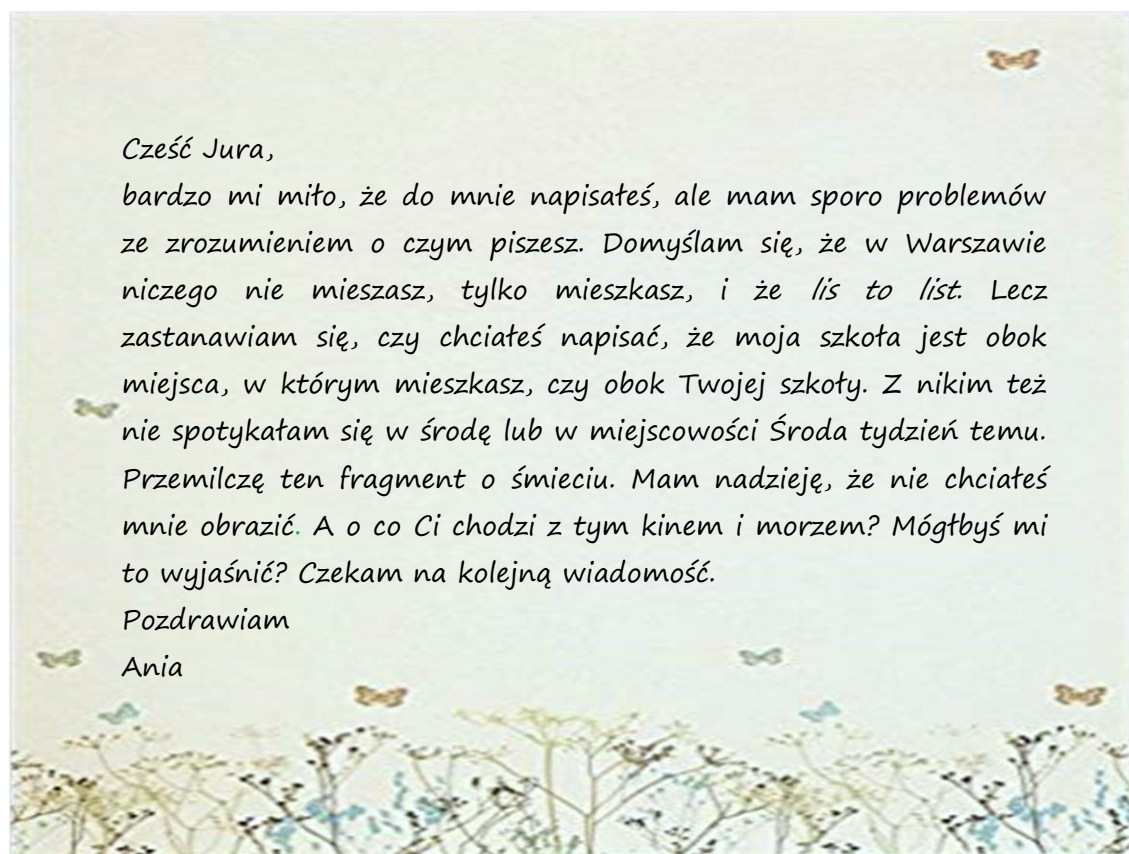 Cześć Jura,
bardzo mi miło, że do mnie napisałeś, ale mam sporo problemów
ze zrozumieniem o czym piszesz. Domyślam się, że w Warszawie
niczego nie mieszasz, tylko mieszkasz, i że lis to list. Lecz
zastanawiam się, czy chciałeś napisać, że moja szkoła jest obok
miejsca, w którym mieszkasz, czy obok Twojej szkoły. Z nikim też
nie spotykałam się w środę lub w miejscowości Środa tydzień temu.
Przemilczę ten fragment o śmieciu. Mam nadzieję, że nie chciałeś
mnie obrazić. A o co Ci chodzi z tym kinem i morzem? Mógłbyś mi
to wyjaśnić? Czekam na kolejną wiadomość.
Pozdrawiam
Ania